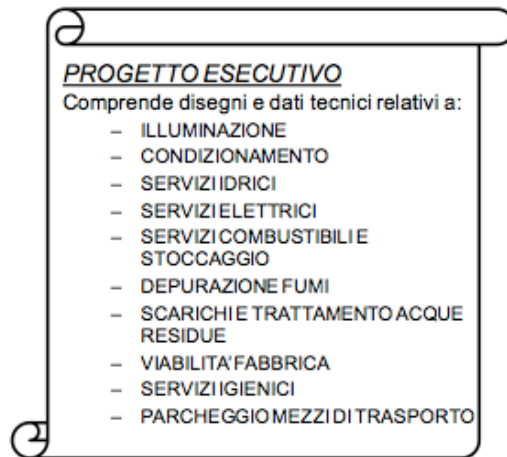 PROGETTO ESECUTIVO
Comprende disegni e dati tecnici relativi a:
– ILLUMINAZIONE
– CONDIZIONAMENTO
– SERVIZI IDRICI
– SERVIZI ELETTRICI
– SERVIZI COMBUSTIBILI E
STOCCAGGIO
– DEPURAZIONE FUMI
– SCARICHI E TRATTAMENTO ACQUE
RESIDUE
– VIABILITA' FABBRICA
– SERVIZI IGIENICI
– PARCHEGGIO MEZZI DI TRASPORTO